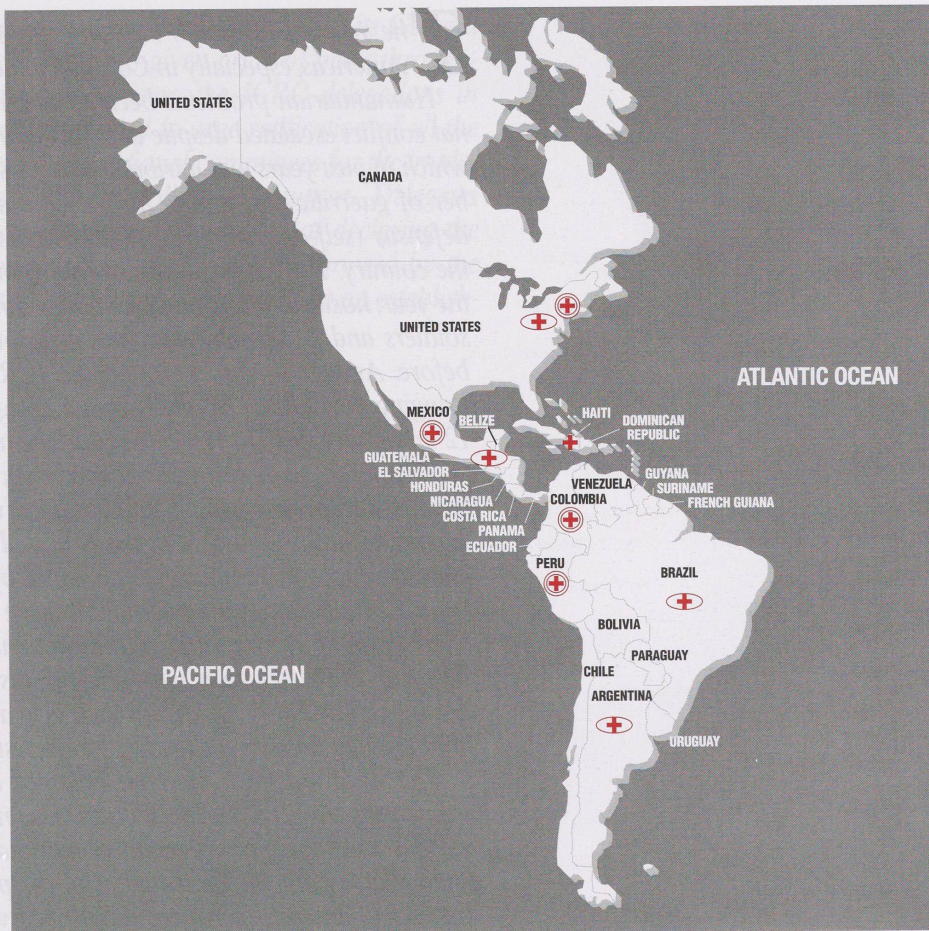 UNITED STATES
CANADA
UNITED STATES
ATLANTIC OCEAN
MEXICO
BELIZE
HAITI
DOMINICAN
REPUBLIC
GUATEMALA
EL SALVADOR
HONDURAS
NICARAGUA
COSTA RICA
PANAMA
ECUADOR
VENEZUELA
COLOMBIA
GUYANA
SURINAME
FRENCH GUIANA
PERU
BRAZIL
BOLIVIA
PARAGUAY
CHILE
ARGENTINA
URUGUAY
PACIFIC OCEAN